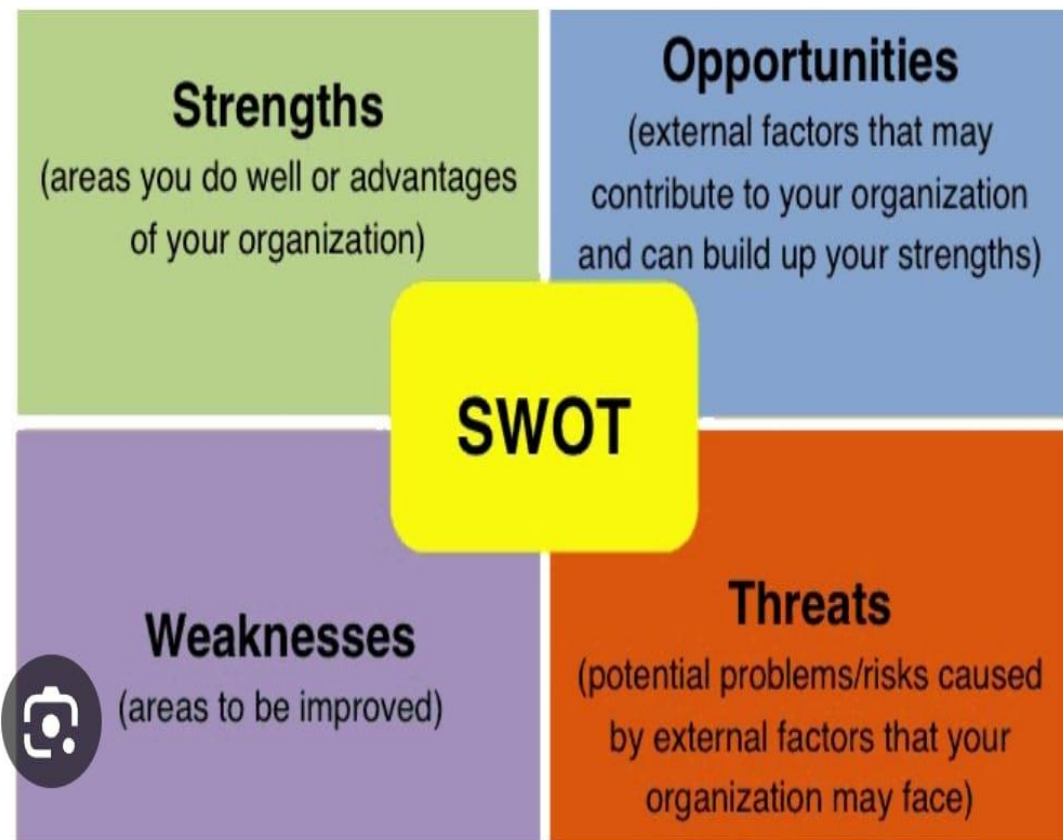 Strengths
(areas you do well or advantages
of your organization)
Opportunities
(external factors that may
contribute to your organization
and can build up your strengths)
SWOT
Weaknesses
(areas to be improved)
Threats
(potential problems/risks caused
by external factors that your
organization may face)